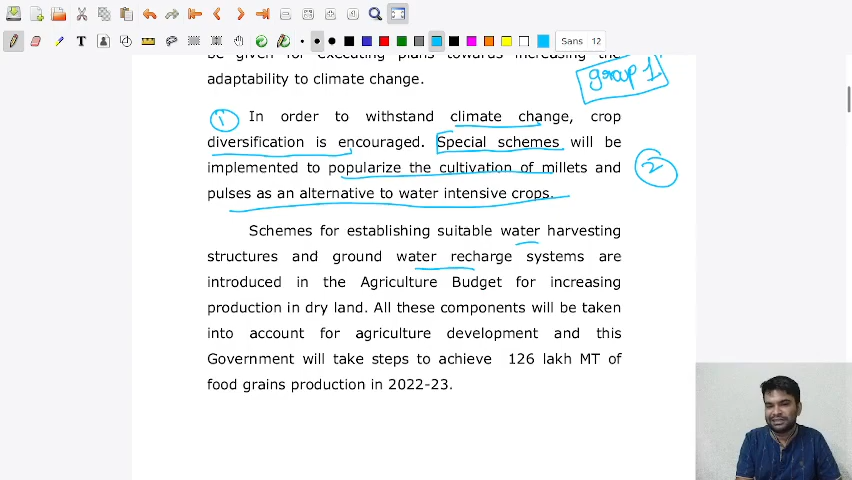 Sans 12
be given for executing plans towards increasing the
adaptability to climate change.
group 1
1
In order to withstand climate change, crop
diversification is encouraged. Special schemes will be
implemented to popularize the cultivation of millets and
2
pulses as an alternative to water intensive crops.
Schemes for establishing suitable water harvesting
structures and ground water recharge systems are
introduced in the Agriculture Budget for increasing
production in dry land. All these components will be taken
into account for agriculture development and this
Government will take steps to achieve 126 lakh MT of
food grains production in 2022-23.